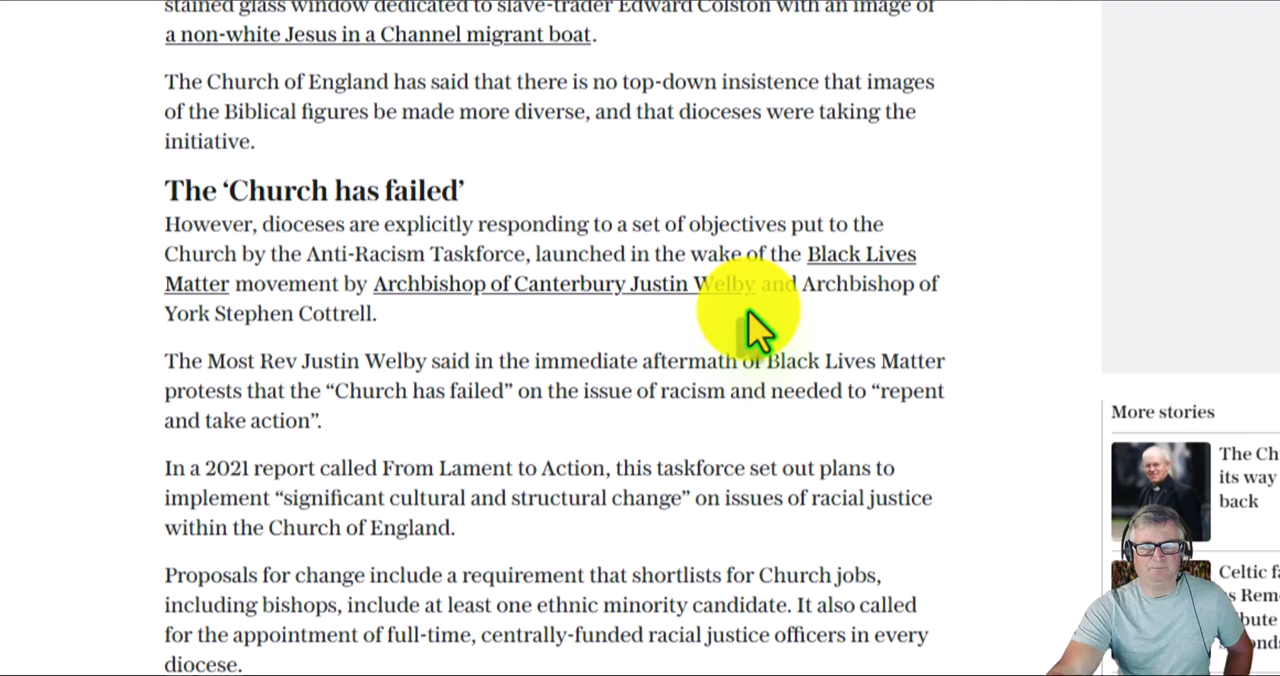 stained glass window dedicated to slave-trader Edward Colston with an image of
a non-white Jesus in a Channel migrant boat.
The Church of England has said that there is no top-down insistence that images
of the Biblical figures be made more diverse, and that dioceses were taking the
initiative.
The ‘Church has failed’
However, dioceses are explicitly responding to a set of objectives put to the
Church by the Anti-Racism Taskforce, launched in the wake of the Black Lives
Matter movement by Archbishop of Canterbury Justin Welby and Archbishop of
York Stephen Cottrell.
The Most Rev Justin Welby said in the immediate aftermath of Black Lives Matter
protests that the “Church has failed” on the issue of racism and needed to “repent
and take action”.
In a 2021 report called From Lament to Action, this taskforce set out plans to
implement “significant cultural and structural change” on issues of racial justice
within the Church of England.
Proposals for change include a requirement that shortlists for Church jobs,
including bishops, include at least one ethnic minority candidate. It also called
for the appointment of full-time, centrally-funded racial justice officers in every
diocese.
More stories
The Ch
its way
back
Celtic fa
s Rem
bute